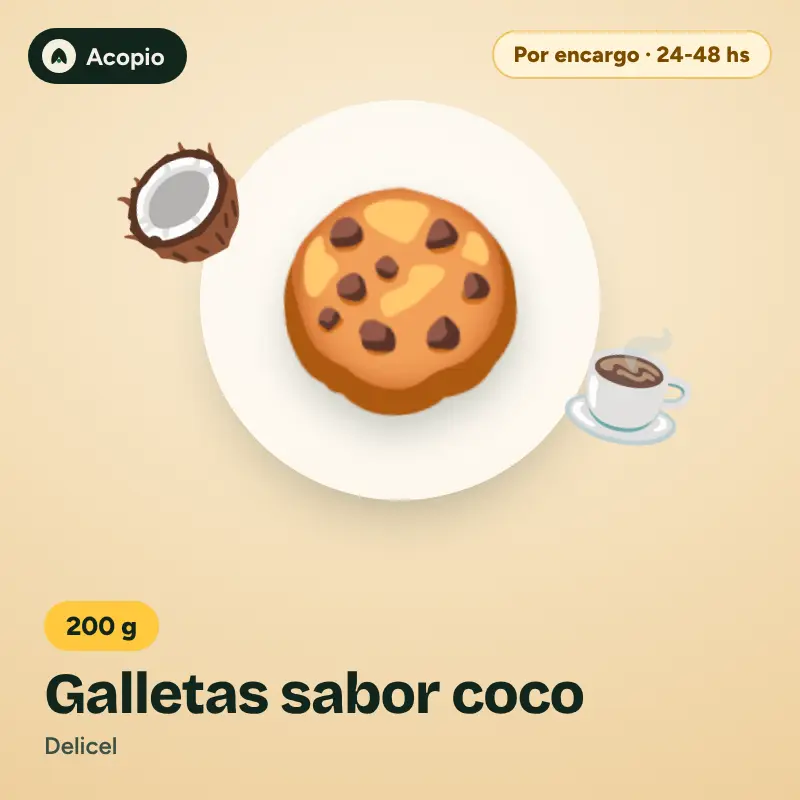 Acopio
Por encargo · 24-48 hs
200 g
Galletas sabor coco
Delicel